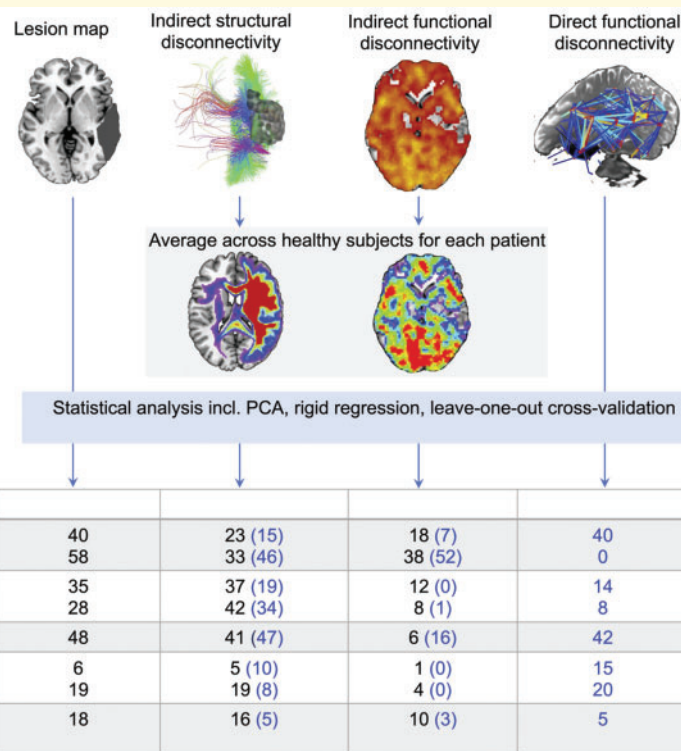 Lesion map
Indirect structural
disconnectivity
Indirect functional
disconnectivity
Direct functional
disconnectivity
Average across healthy subjects for each patient
Statistical analysis incl. PCA, rigid regression, leave-one-out cross-validation
40 23 (15) 18 (7) 40
58 33 (46) 38 (52) 0
35 37 (19) 12 (0) 14
28 42 (34) 8 (1) 8
48 41 (47) 6 (16) 42
6 5 (10) 1 (0) 15
19 19 (8) 4 (0) 20
18 16 (5) 10 (3) 5